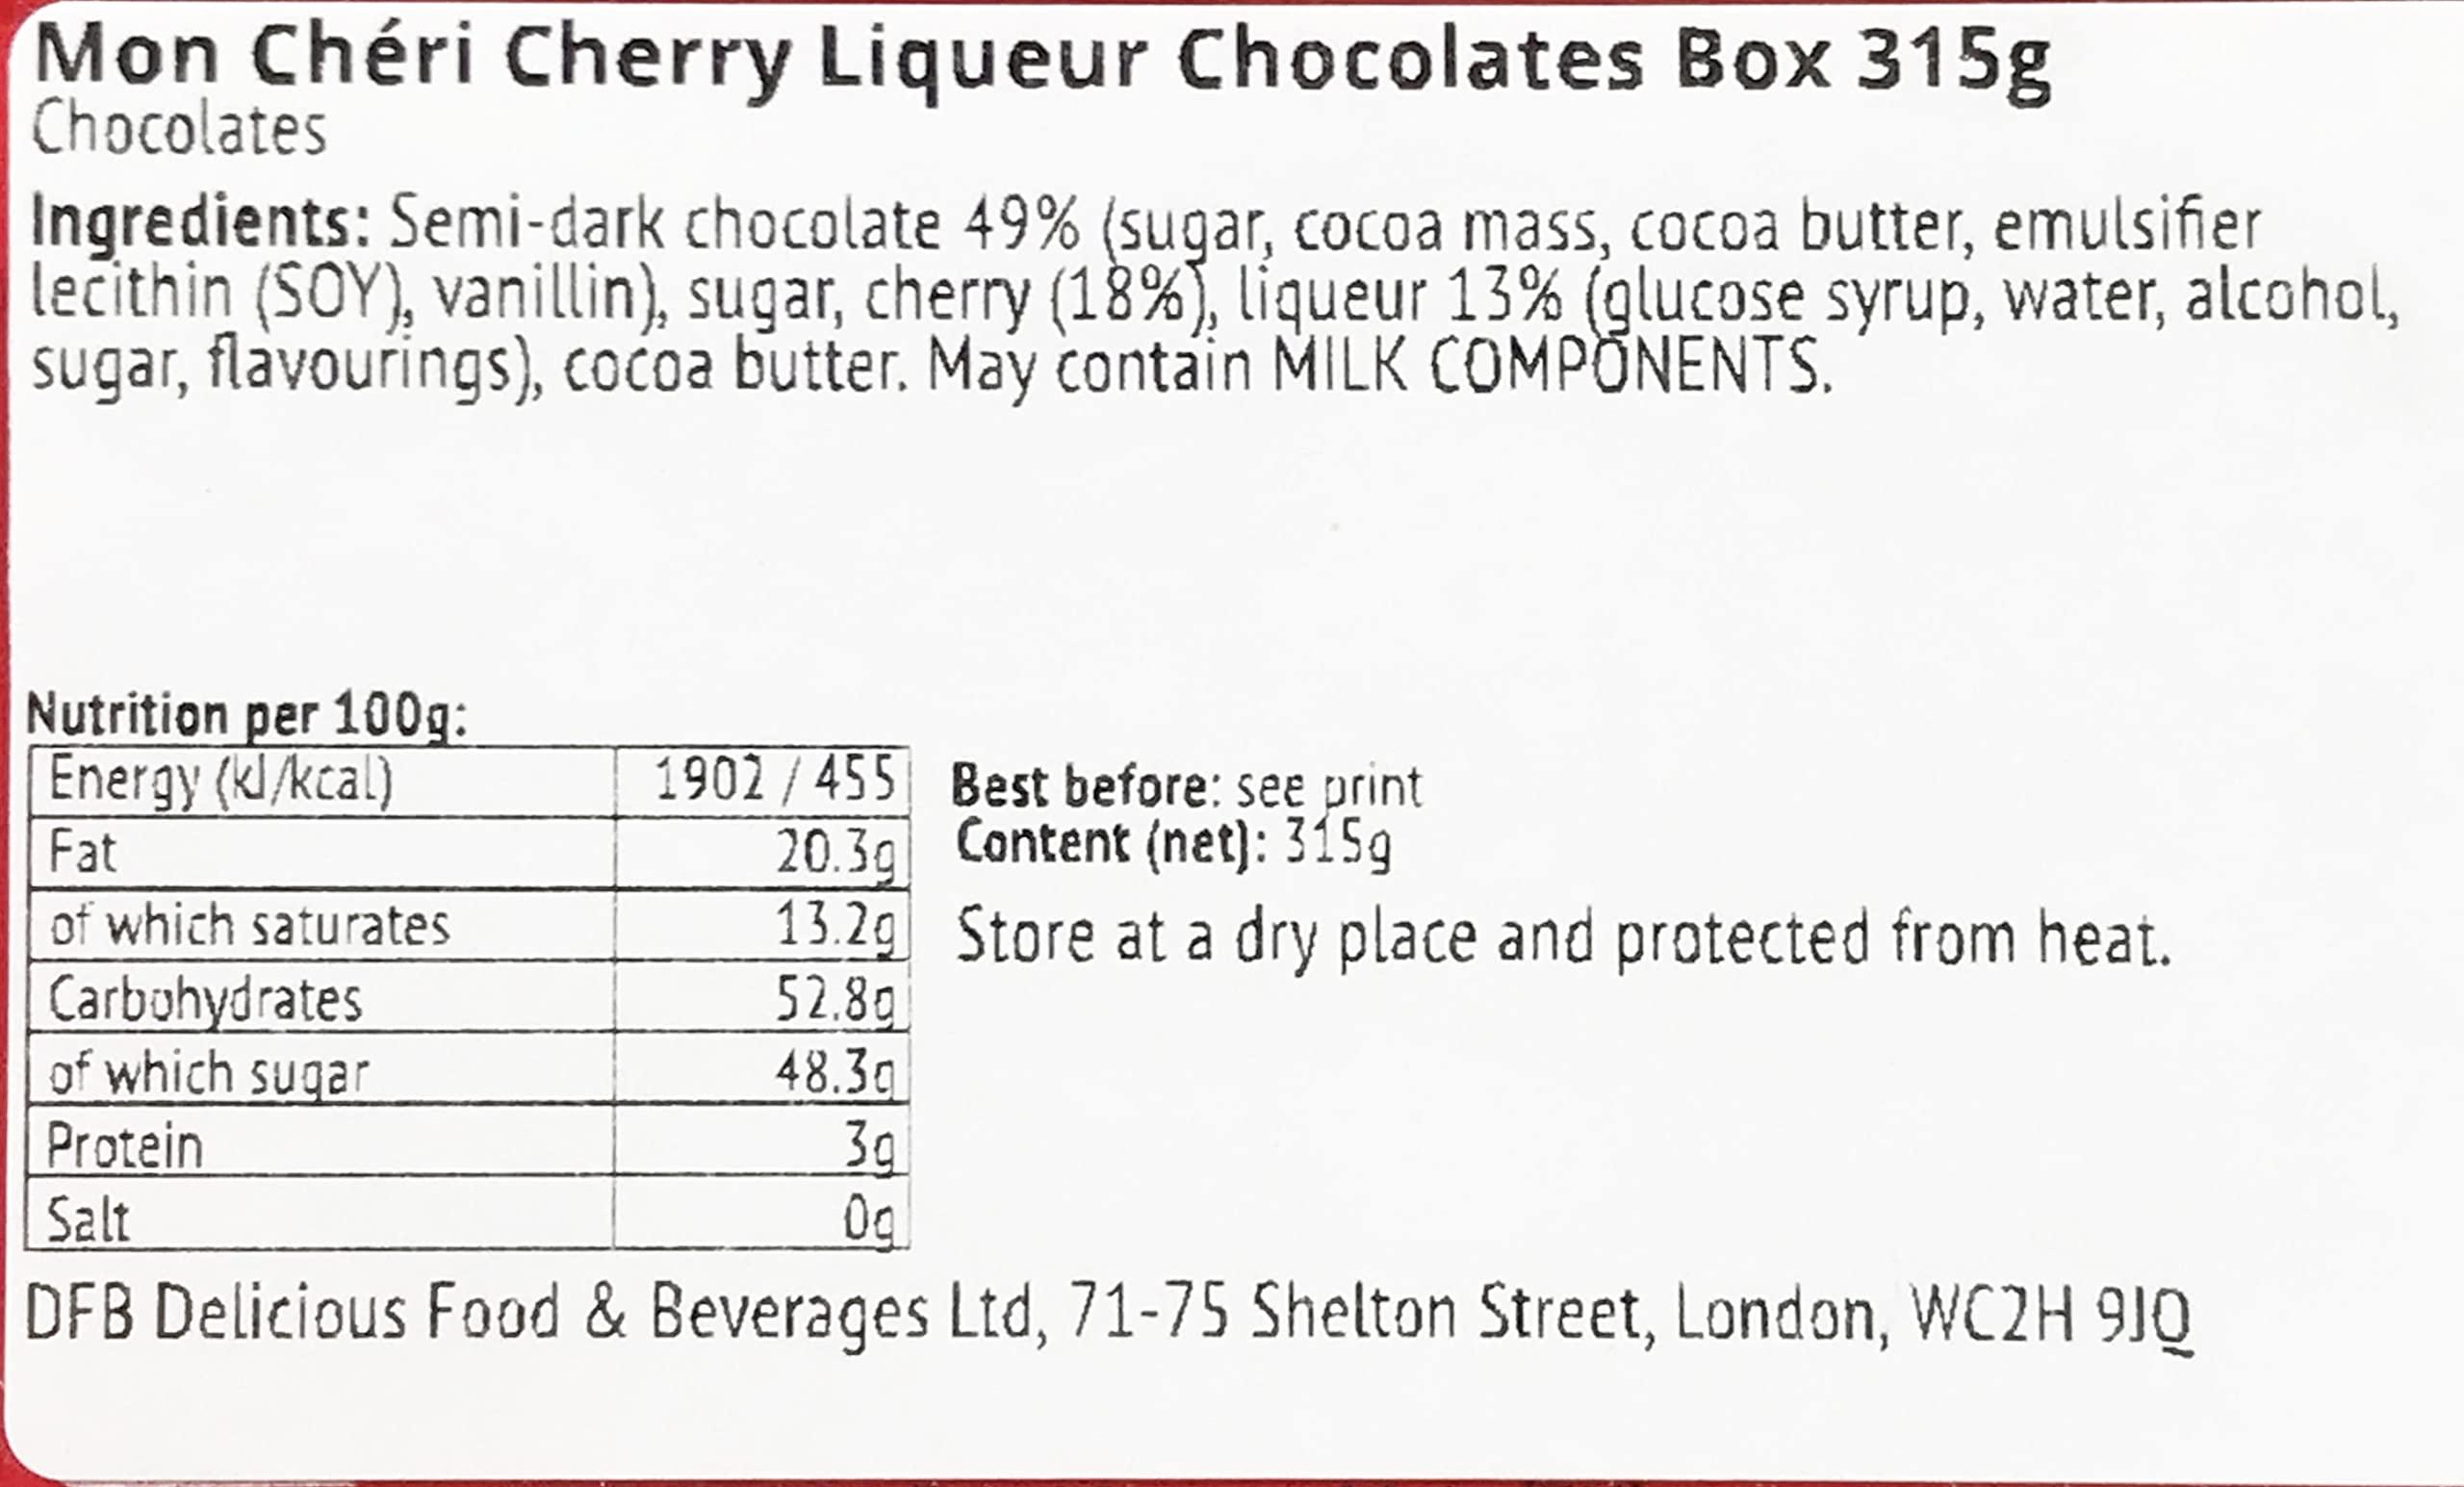 Mon Chéri Cherry Liqueur Chocolates Box 315g
Chocolates
Ingredients: Semi-dark chocolate 49% (sugar, cocoa mass, cocoa butter, emulsifier
lecithin (SOY), vanillin), sugar, cherry (18%), liqueur 13% (glucose syrup, water, alcohol,
sugar, flavourings), cocoa butter. May contain MILK COMPONENTS.
Nutrition per 100g:
Energy (kJ/kcal) 1902 / 455
Fat 20.3g
of which saturates 13.2g
Carbohydrates 52.8g
of which sugar 48.3g
Protein 3g
Salt 0g
Best before: see print
Content (net): 315g
Store at a dry place and protected from heat.
DFB Delicious Food & Beverages Ltd, 71-75 Shelton Street, London, WC2H 9JQ